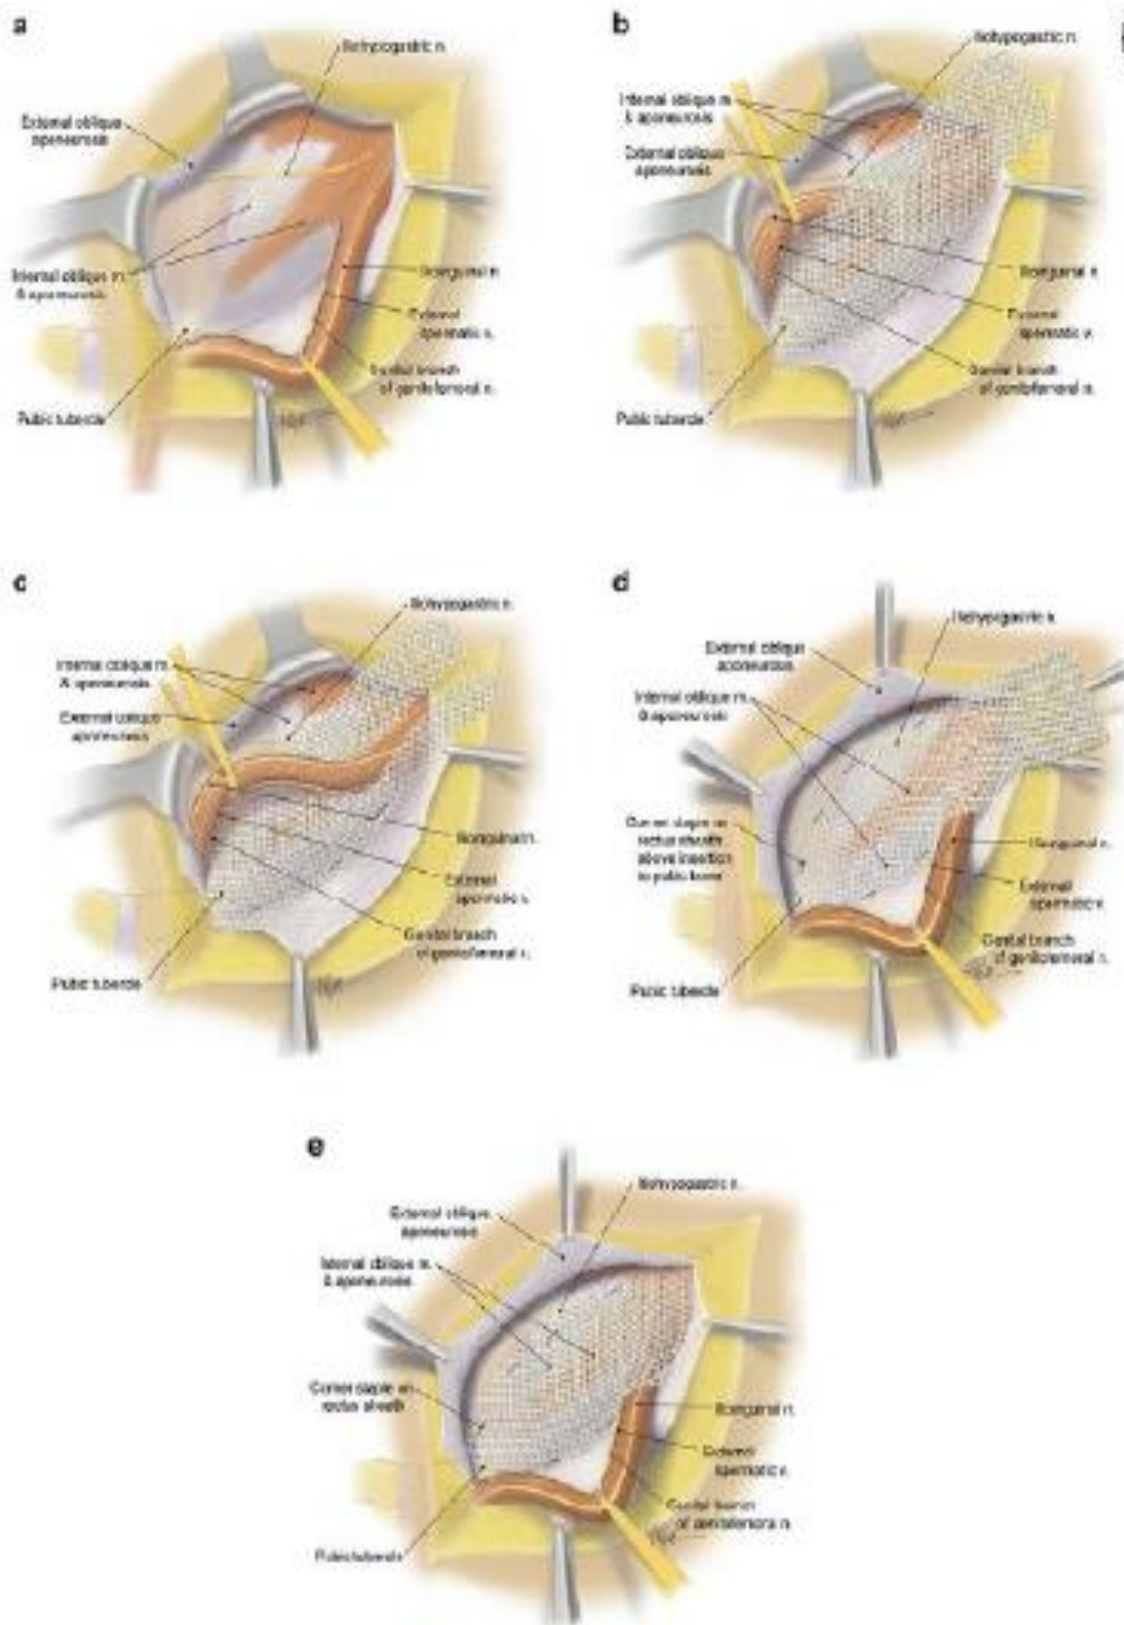 a
Iliohypogastric n.
External oblique
aponeurosis
Internal oblique m.
& aponeurosis
Ilioinguinal n.
External
spermatic v.
Genital branch
of genitofemoral n.
Pubic tubercle
b
Iliohypogastric n.
Internal oblique m.
& aponeurosis
External oblique
aponeurosis
Ilioinguinal n.
External
spermatic v.
Genital branch
of genitofemoral n.
Pubic tubercle
c
Iliohypogastric n.
Internal oblique m.
& aponeurosis
External oblique
aponeurosis
Ilioinguinal n.
External
spermatic v.
Genital branch
of genitofemoral n.
Pubic tubercle
d
Iliohypogastric n.
External oblique
aponeurosis
Internal oblique m.
& aponeurosis
Corner staple on
rectus sheath
above insertion
to pubic bone
Ilioinguinal n.
External
spermatic v.
Genital branch
of genitofemoral n.
Pubic tubercle
e
Iliohypogastric n.
External oblique
aponeurosis
Internal oblique m.
& aponeurosis
Corner staple on
rectus sheath
Ilioinguinal n.
External
spermatic v.
Genital branch
of genitofemoral n.
Pubic tubercle